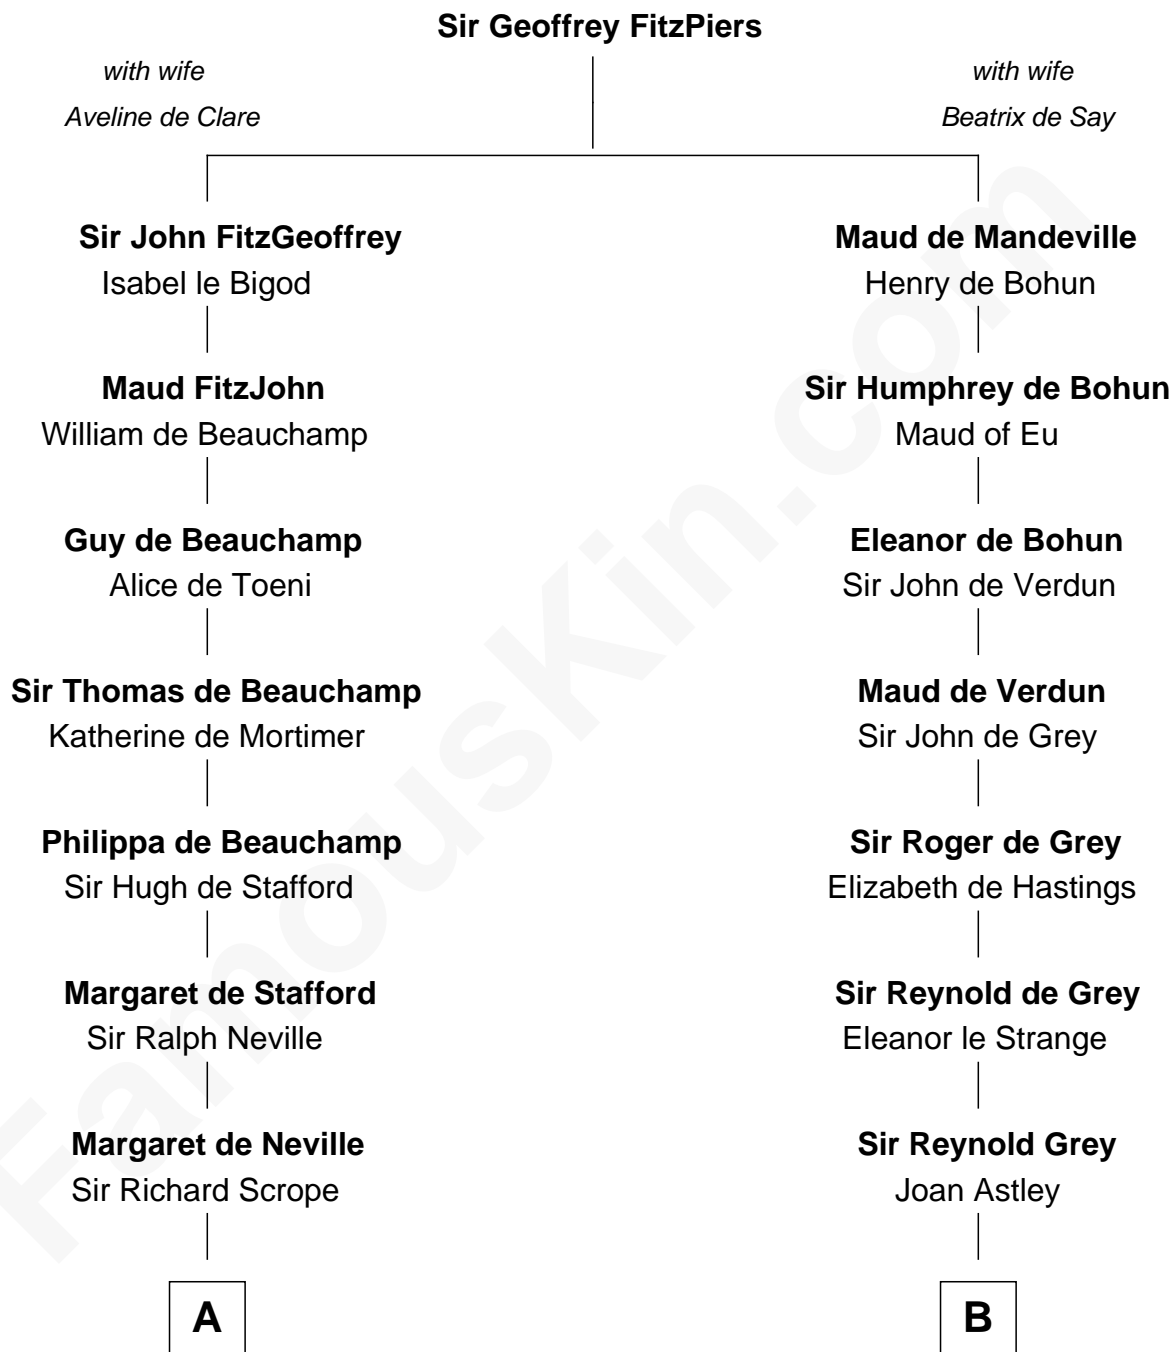 Sir Geoffrey FitzPiers
with wife
Aveline de Clare
with wife
Beatrix de Say
Sir John FitzGeoffrey
Isabel le Bigod
Maud de Mandeville
Henry de Bohun
Maud FitzJohn
William de Beauchamp
Sir Humphrey de Bohun
Maud of Eu
Guy de Beauchamp
Alice de Toeni
Eleanor de Bohun
Sir John de Verdun
Sir Thomas de Beauchamp
Katherine de Mortimer
Maud de Verdun
Sir John de Grey
Philippa de Beauchamp
Sir Hugh de Stafford
Sir Roger de Grey
Elizabeth de Hastings
Margaret de Stafford
Sir Ralph Neville
Sir Reynold de Grey
Eleanor le Strange
Margaret de Neville
Sir Richard Scrope
Sir Reynold Grey
Joan Astley
A
B
FamousKin.com